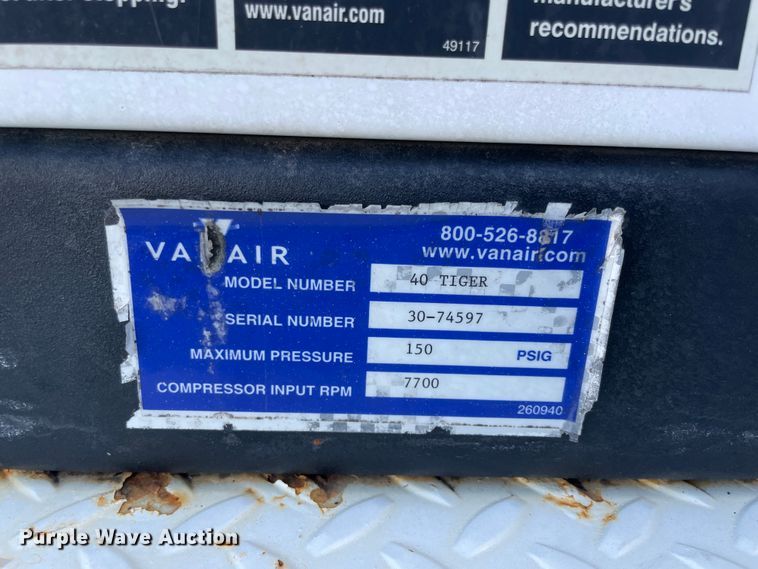 www.vanair.com
49117
manufacturer's
recommendations.
VANAIR
800-526-8817
www.vanair.com
MODEL NUMBER 40 TIGER
SERIAL NUMBER 30-74597
MAXIMUM PRESSURE 150 PSIG
COMPRESSOR INPUT RPM 7700
260940
Purple Wave Auction